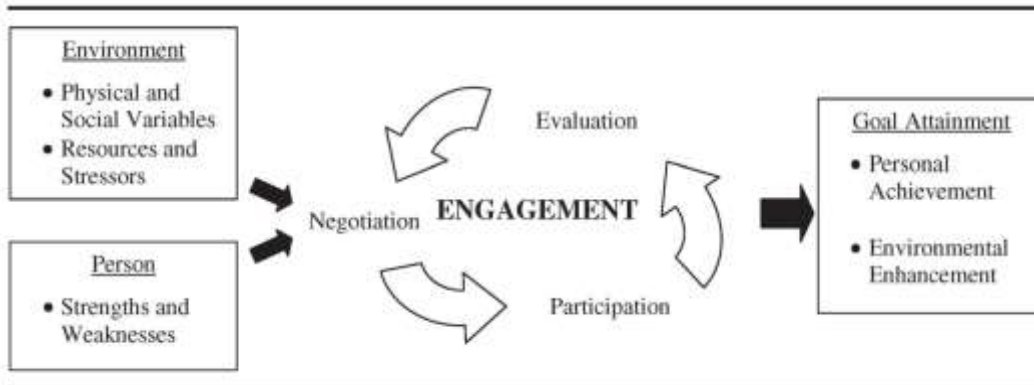 Environment
• Physical and
Social Variables
• Resources and
Stressors
Person
• Strengths and
Weaknesses
Evaluation
Negotiation
ENGAGEMENT
Participation
Goal Attainment
• Personal
Achievement
• Environmental
Enhancement